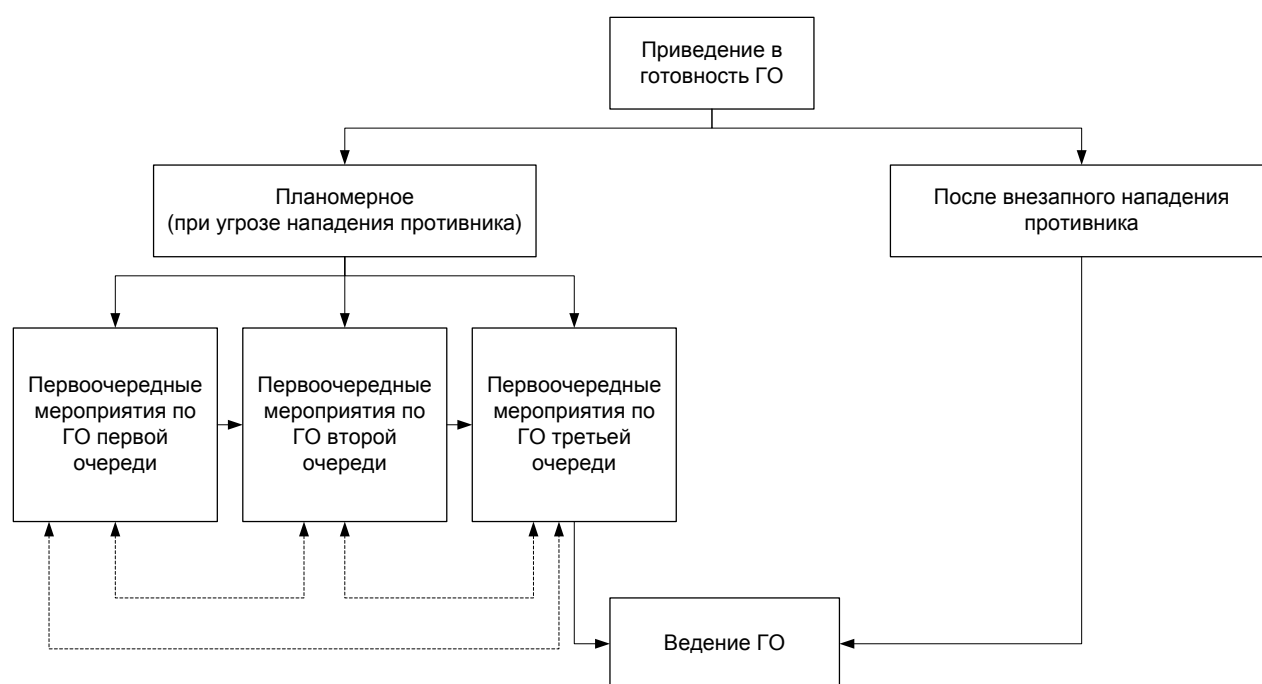 Приведение в
готовность ГО
Планомерное
(при угрозе нападения противника)
После внезапного нападения
противника
Первоочередные
мероприятия по
ГО первой
очереди
Первоочередные
мероприятия по
ГО второй
очереди
Первоочередные
мероприятия по
ГО третьей
очереди
Ведение ГО